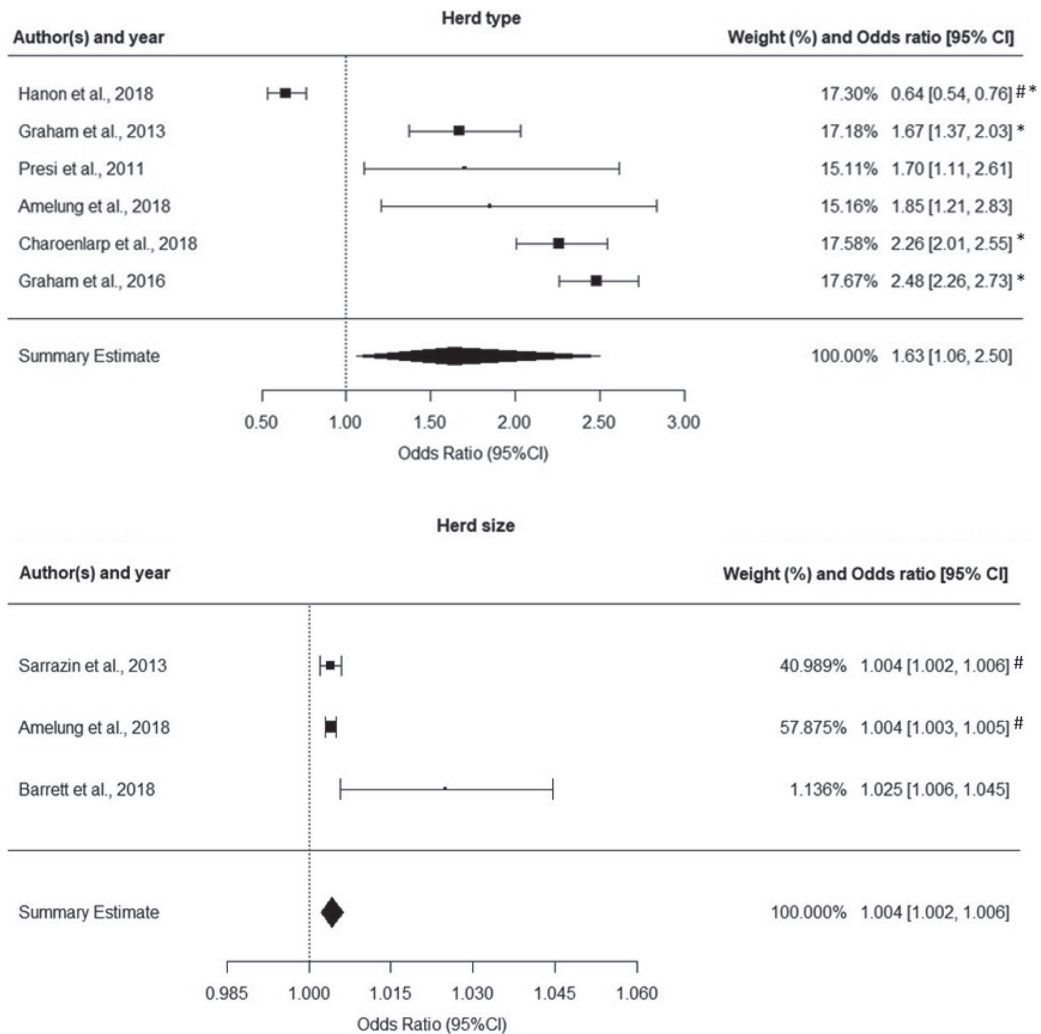 Herd type
Author(s) and year Weight (%) and Odds ratio [95% CI]
Hanon et al., 2018 17.30% 0.64 [0.54, 0.76] # *
Graham et al. 2013 17.18% 1.67 [1.37, 2.03] *
Presi et al., 2011 15.11% 1.70 [1.11, 2.61]
Amelung et al., 2018 15.16% 1.85 [1.21, 2.83]
Charoenlarp et al., 2018 17.58% 2.26 [2.01, 2.55] *
Graham et al., 2016 17.67% 2.48 [2.26, 2.73] *
Summary Estimate 100.00% 1.63 [1.06, 2.50]
0.50 1.00 1.50 2.00 2.50 3.00
Odds Ratio (95%CI)
Herd size
Author(s) and year Weight (%) and Odds ratio [95% CI]
Sarrazin et al., 2013 40.989% 1.004 [1.002, 1.006] #
Amelung et al., 2018 57.875% 1.004 [1.003, 1.005] #
Barrett et al., 2018 1.136% 1.025 [1.006, 1.045]
Summary Estimate 100.000% 1.004 [1.002, 1.006]
0.985 1.000 1.015 1.030 1.045 1.060
Odds Ratio (95%CI)